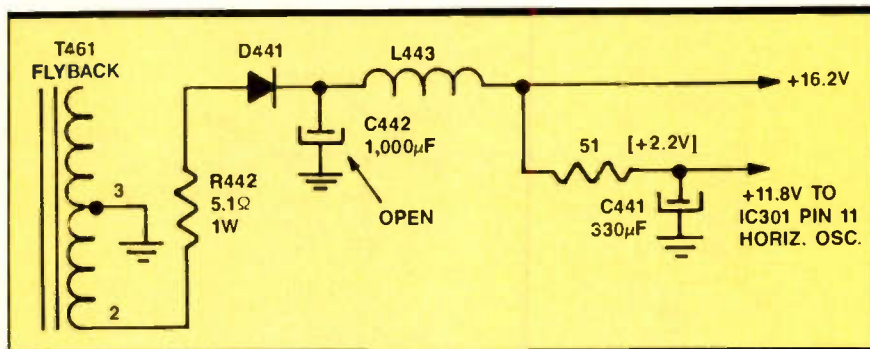 T461
FLYBACK
D441
L443
+16.2V
C442
1,000µF
51
[+2.2V]
3
R442
5.1Ω
1W
OPEN
C441
330µF
+11.8V TO
IC301 PIN 11
HORIZ. OSC.
2